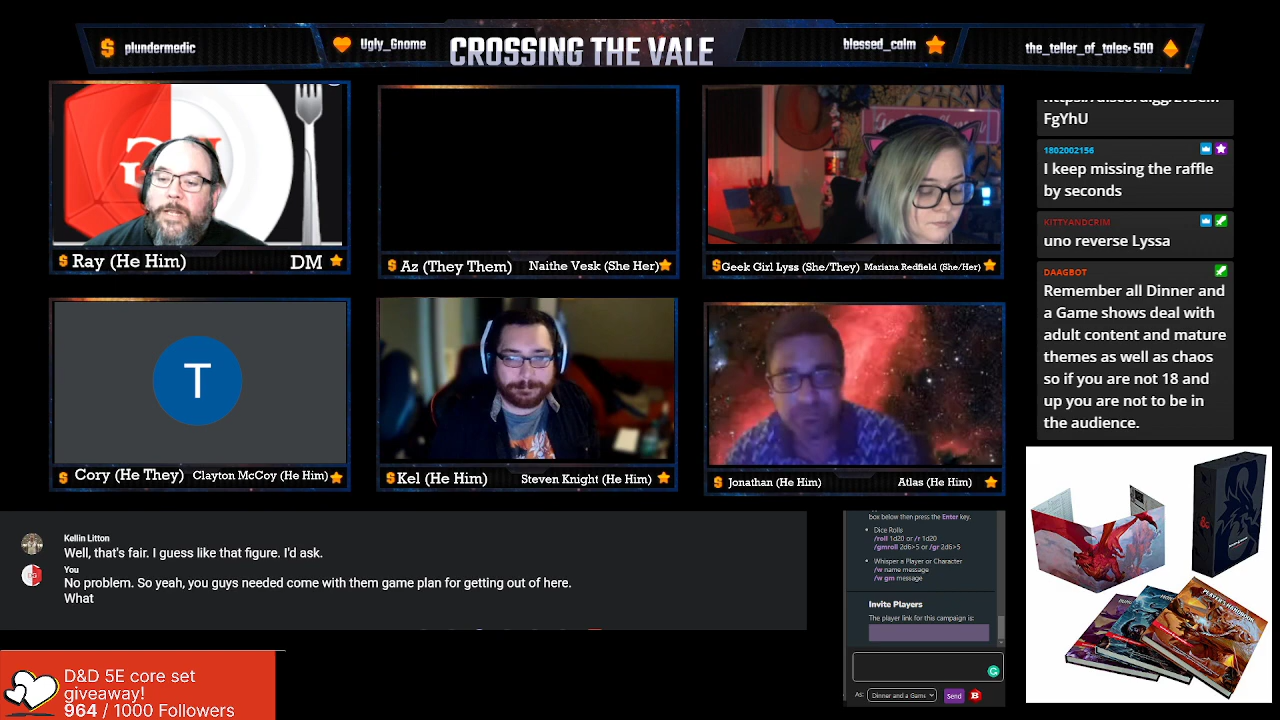 plundermedic
Ugly_Gnome
CROSSING THE VALE
blessed_calm
the_teller_of_tales: 500
Ray (He Him)
DM
Az (They Them)
Naithe Vesk (She Her)
Geek Girl Lyss (She/They)
Mariana Redfield (She/Her)
T
Cory (He They)
Clayton McCoy (He Him)
Kel (He Him)
Steven Knight (He Him)
Jonathan (He Him)
Atlas (He Him)
FgYhU
1802002156
I keep missing the raffle
by seconds
KITTYANDCRIM
uno reverse Lyssa
DAAGBOT
Remember all Dinner and
a Game shows deal with
adult content and mature
themes as well as chaos
so if you are not 18 and
up you are not to be in
the audience.
Kellin Litton
Well, that's fair. I guess like that figure. I'd ask.
You
No problem. So yeah, you guys needed come with them game plan for getting out of here.
What
box below then press the Enter key.
Dice Rolls
/roll 1d20 or /r 1d20
/gmroll 2d6>5 or /gr 2d6>5
Whisper a Player or Character
/w name message
/w gm message
Invite Players
The player link for this campaign is:
As:
Dinner and a Game
Send
B
PLAYER'S HANDBOOK
D&D 5E core set
giveaway!
964 / 1000 Followers